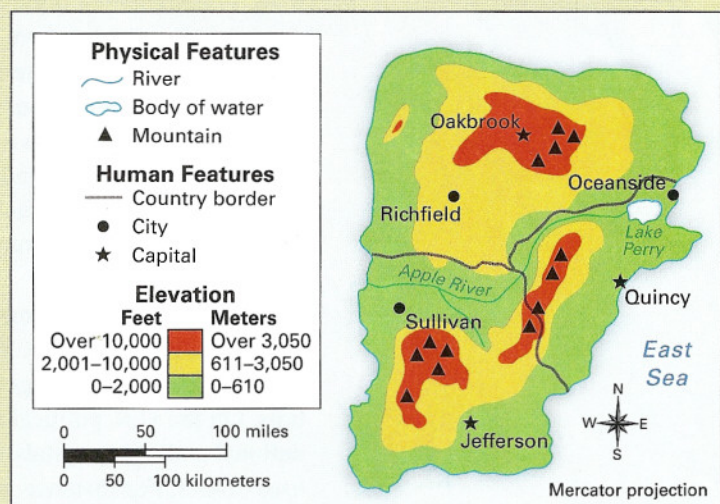 Physical Features
River
Body of water
Mountain
Human Features
Country border
City
Capital
Elevation
Feet Meters
Over 10,000 Over 3,050
2,001–10,000 611–3,050
0–2,000 0–610
0 50 100 miles
0 50 100 kilometers
Oakbrook
Oceanside
Richfield
Lake
Perry
Apple River
Quincy
Sullivan
East
Sea
N
W E
S
Jefferson
Mercator projection